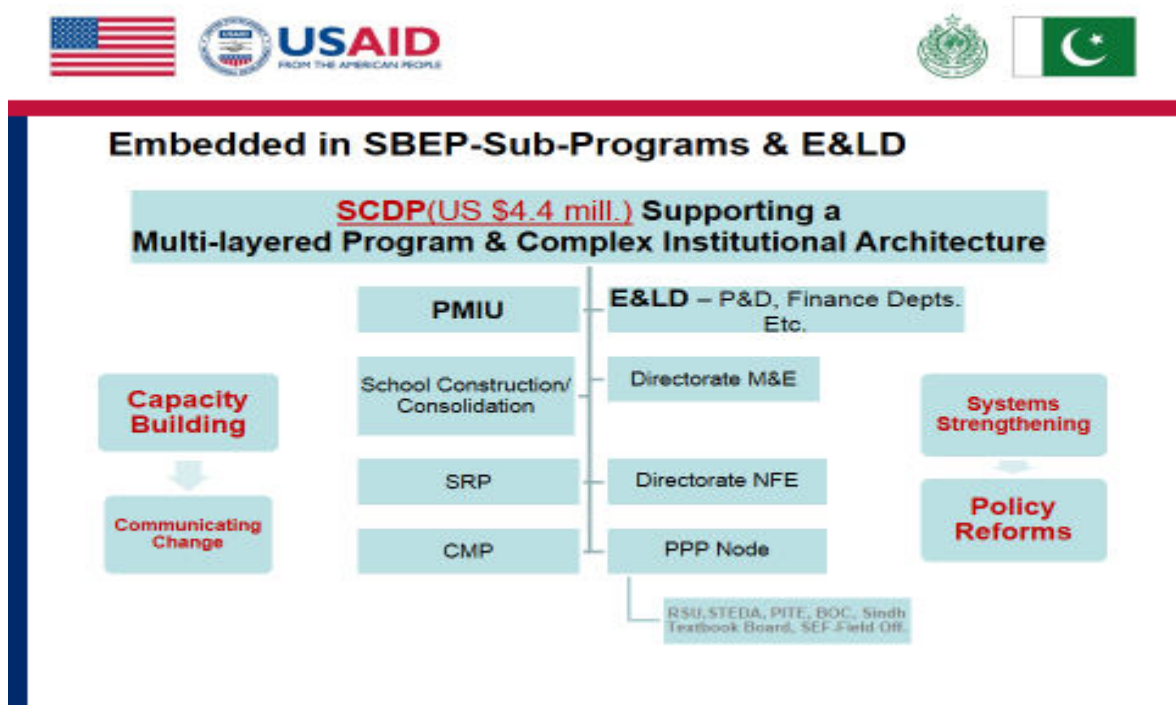 USAID
FROM THE AMERICAN PEOPLE
Embedded in SBEP-Sub-Programs & E&LD
SCDP(US $4.4 mill.) Supporting a
Multi-layered Program & Complex Institutional Architecture
PMIU
E&LD – P&D, Finance Depts.
Etc.
School Construction/
Consolidation
Directorate M&E
Capacity
Building
Systems
Strengthening
SRP
Directorate NFE
Communicating
Change
Policy
Reforms
CMP
PPP Node
RSU,STEDA, PITE, BOC, Sindh
Textbook Board, SEF-Field Off.